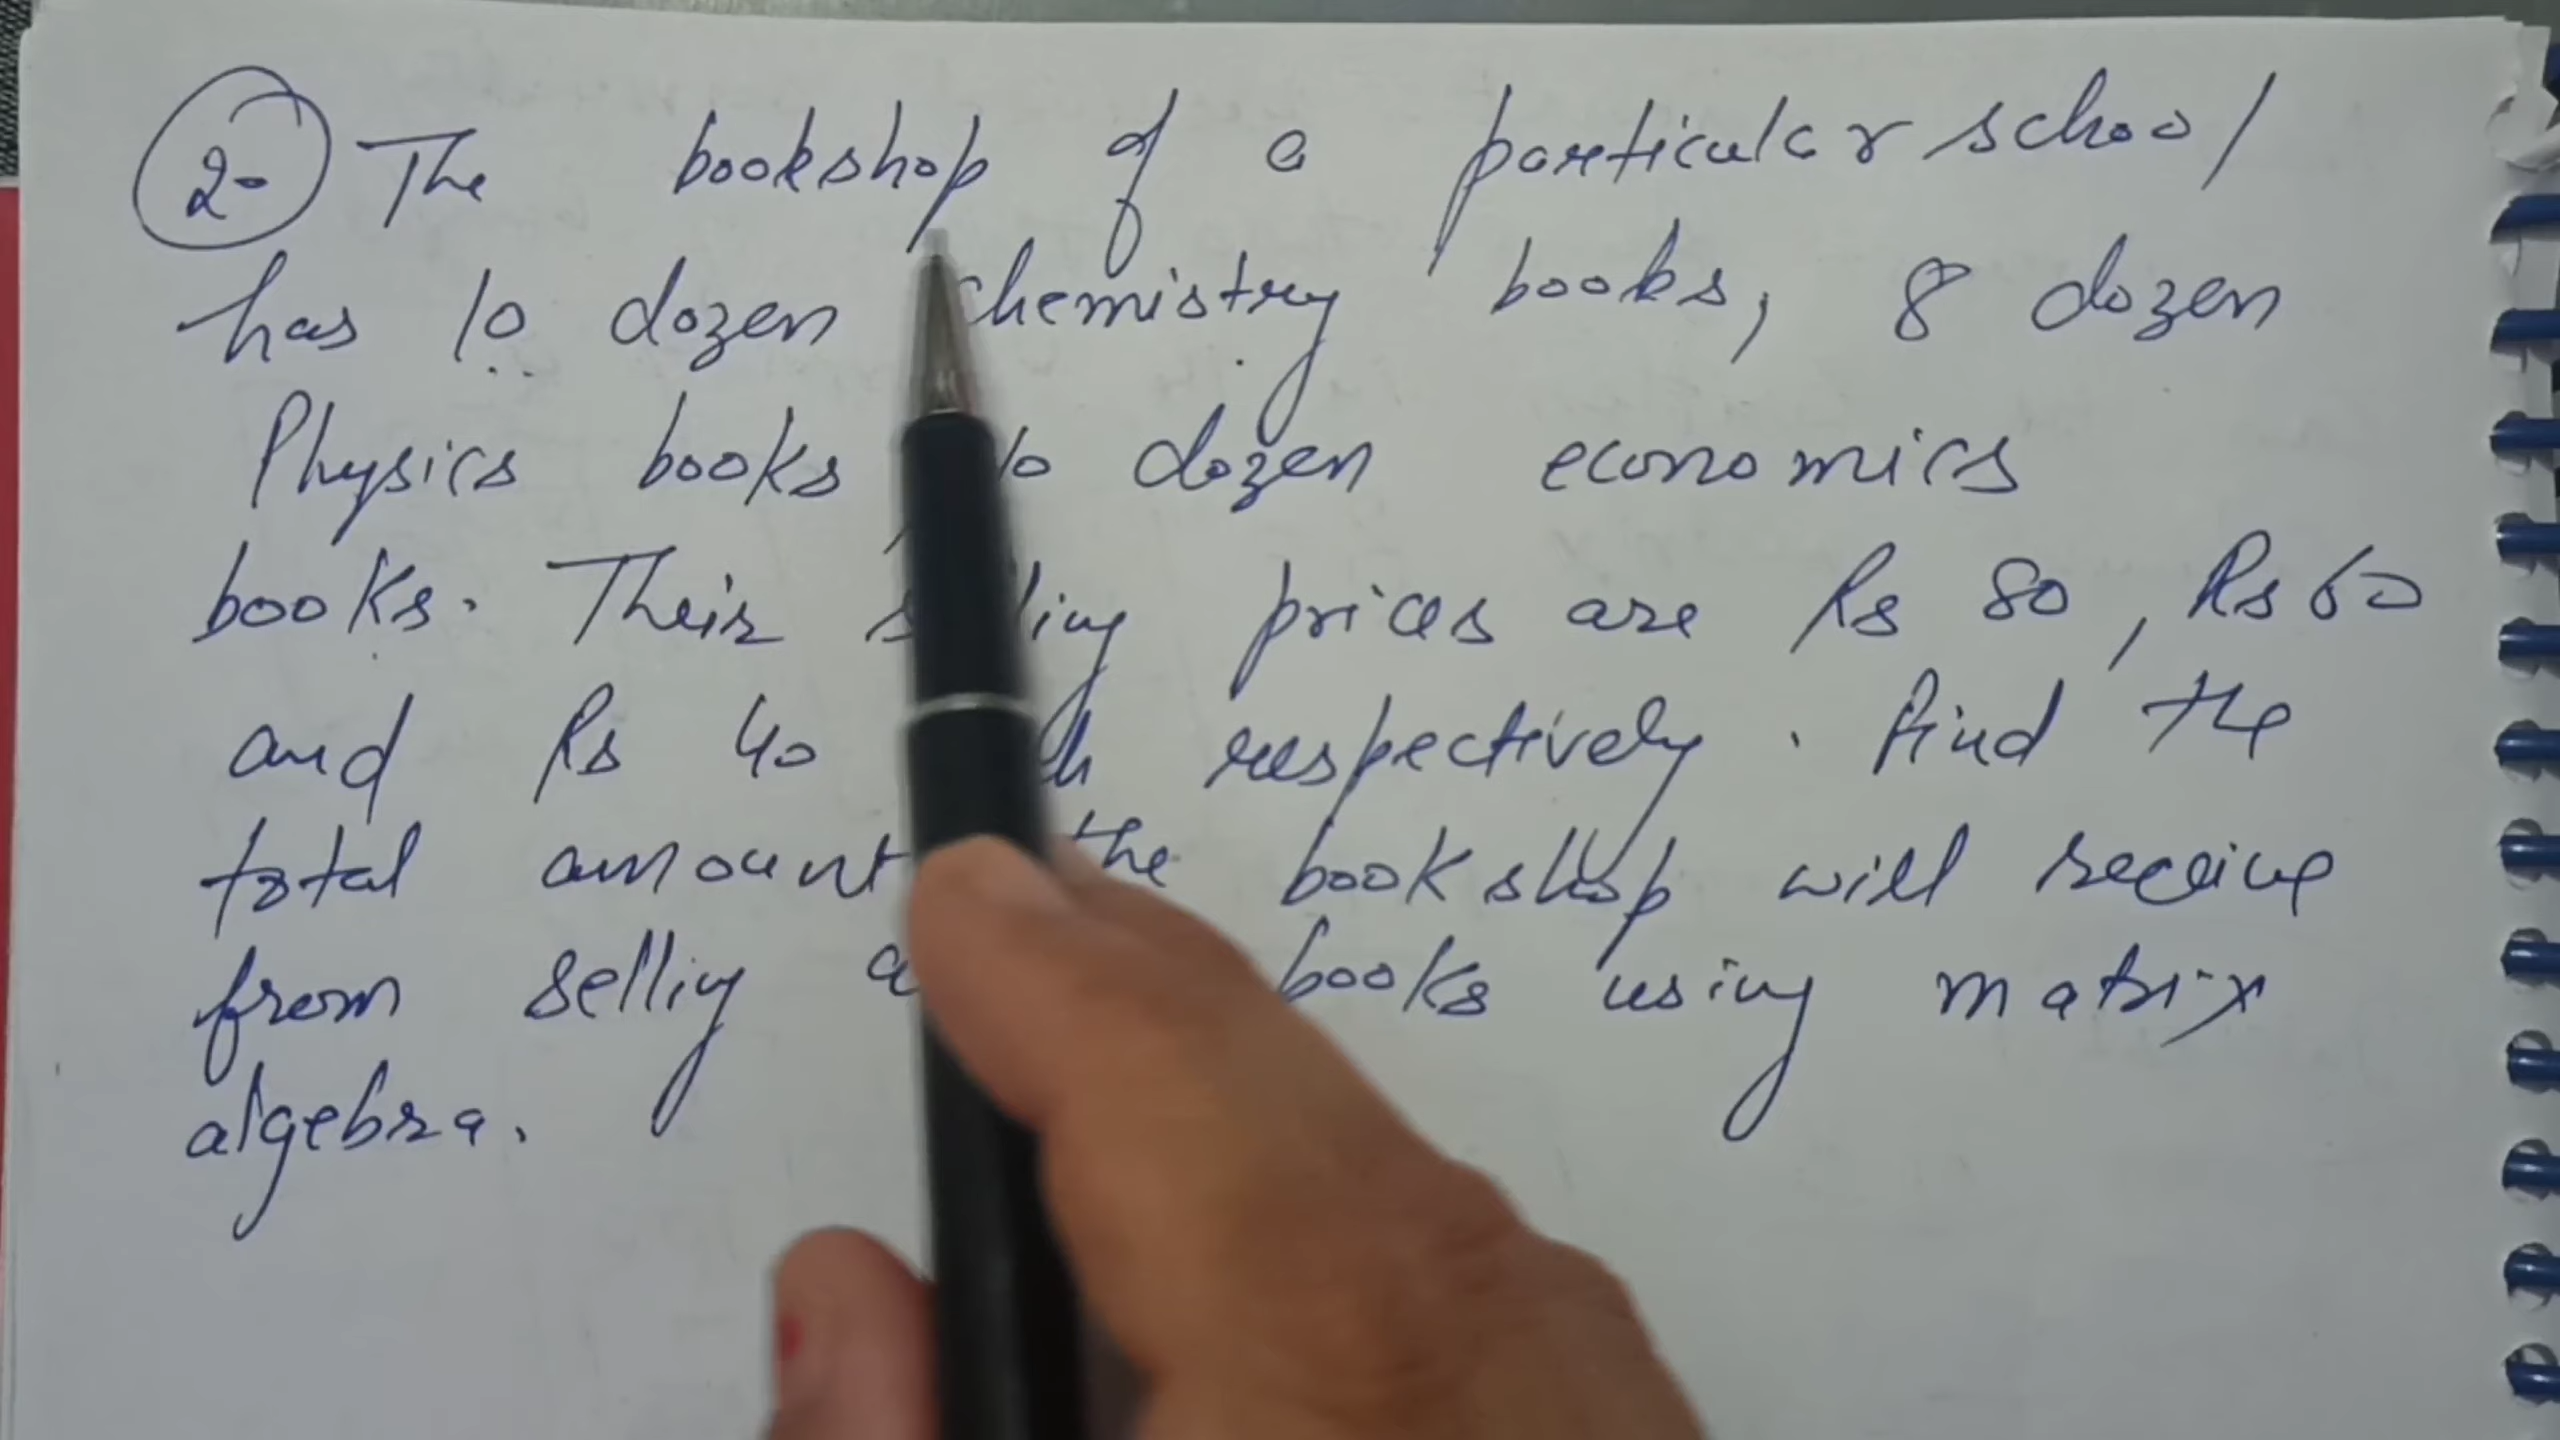 2- The bookshop of a particular school
has 10 dozen chemistry books, 8 dozen
Physics books 10 dozen economics
books. Their prices are Rs 80, Rs 60
and Rs 40 respectively. find the
total amount the bookshop will receive
from selling books using matrix
algebra.